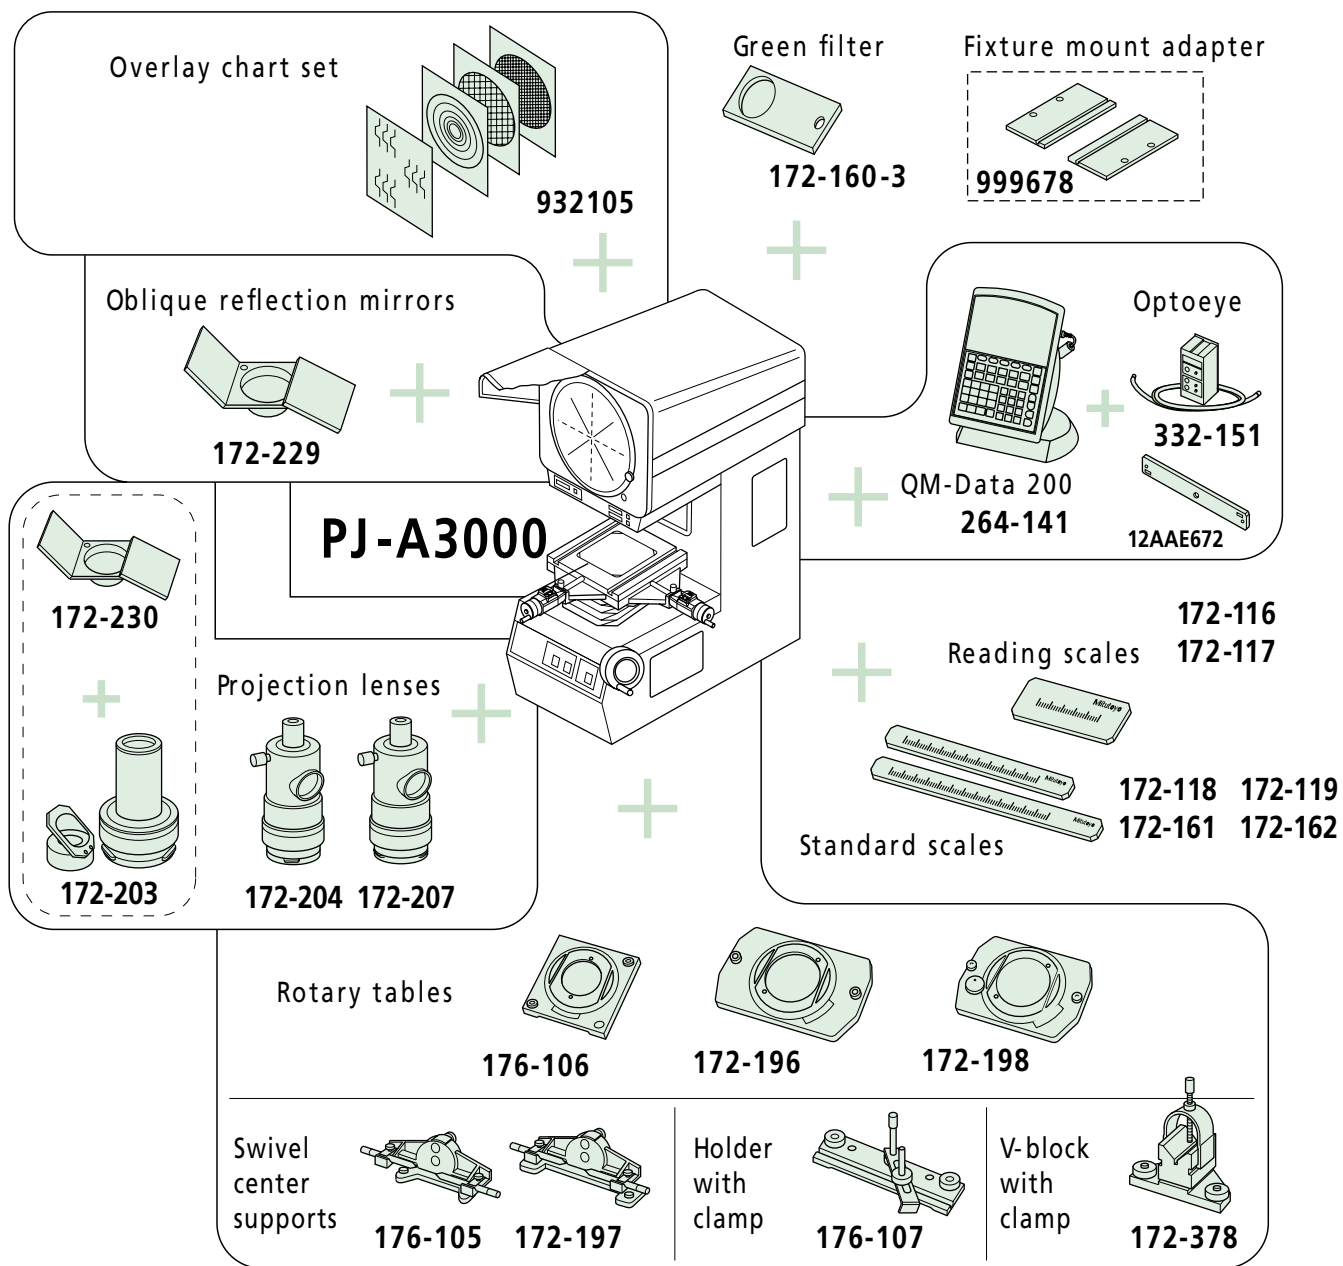 Overlay chart set
932105
Green filter
172-160-3
Fixture mount adapter
999678
Oblique reflection mirrors
172-229
Optoeye
332-151
QM-Data 200
264-141
12AAE672
PJ-A3000
172-230
172-203
Projection lenses
172-204 172-207
Reading scales
172-116
172-117
Mitutoyo
Mitutoyo
Mitutoyo
Standard scales
172-118 172-119
172-161 172-162
Rotary tables
176-106
172-196
172-198
Swivel
center
supports
176-105 172-197
Holder
with
clamp
176-107
V-block
with
clamp
172-378